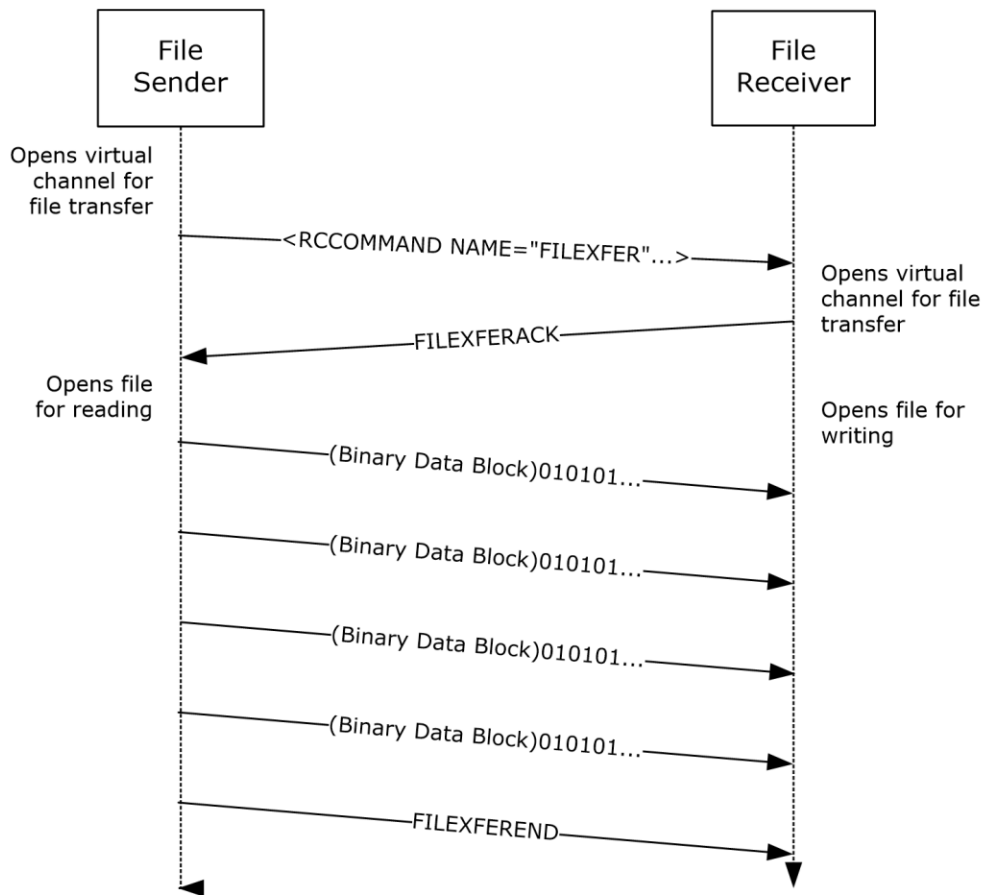 File
Sender
File
Receiver
Opens virtual
channel for
file transfer
<RCCOMMAND NAME="FILEXFER"...>
Opens virtual
channel for file
transfer
FILEXFERACK
Opens file
for reading
Opens file for
writing
(Binary Data Block)010101...
(Binary Data Block)010101...
(Binary Data Block)010101...
(Binary Data Block)010101...
FILEXFEREND